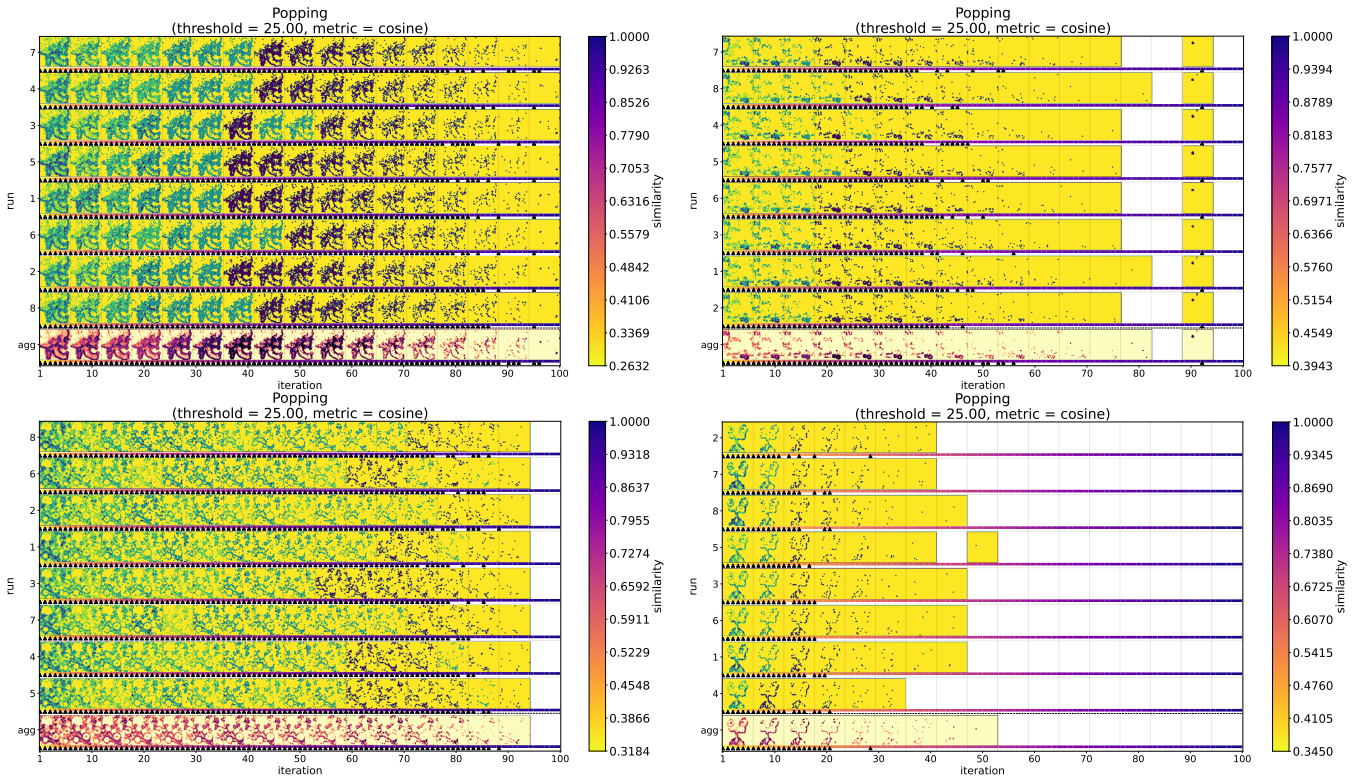 Popping
(threshold = 25.00, metric = cosine)
run
7
4
3
5
1
6
2
8
agg
1 10 20 30 40 50 60 70 80 90 100
iteration
1.0000
0.9263
0.8526
0.7790
0.7053
0.6316
0.5579
0.4842
0.4106
0.3369
0.2632
similarity
Popping
(threshold = 25.00, metric = cosine)
run
7
8
4
5
6
3
1
2
agg
1 10 20 30 40 50 60 70 80 90 100
iteration
1.0000
0.9394
0.8789
0.8183
0.7577
0.6971
0.6366
0.5760
0.5154
0.4549
0.3943
similarity
Popping
(threshold = 25.00, metric = cosine)
run
8
6
2
1
3
7
4
5
agg
1 10 20 30 40 50 60 70 80 90 100
iteration
1.0000
0.9318
0.8637
0.7955
0.7274
0.6592
0.5911
0.5229
0.4548
0.3866
0.3184
similarity
Popping
(threshold = 25.00, metric = cosine)
run
2
7
8
5
3
6
1
4
agg
1 10 20 30 40 50 60 70 80 90 100
iteration
1.0000
0.9345
0.8690
0.8035
0.7380
0.6725
0.6070
0.5415
0.4760
0.4105
0.3450
similarity